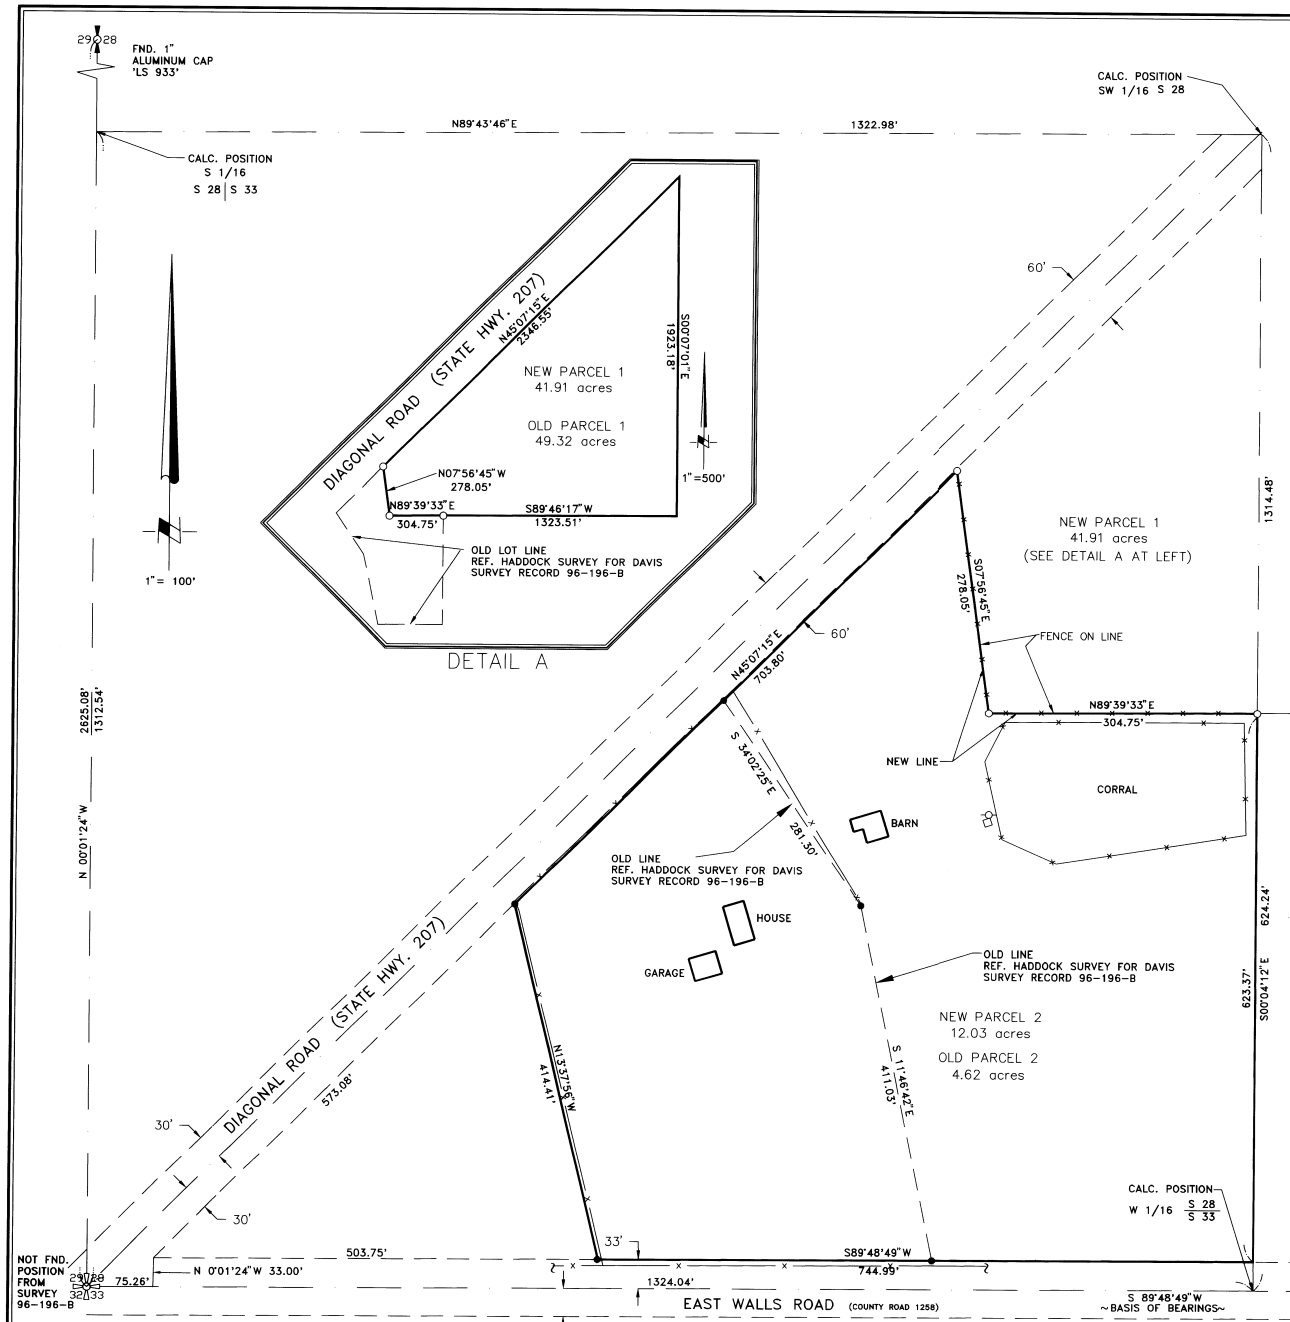 29 28
FND. 1"
ALUMINUM CAP
'LS 933'
CALC. POSITION
SW 1/16 S 28
N89°43'46"E
1322.98'
CALC. POSITION
S 1/16
S 28 | S 33
60'
DIAGONAL ROAD (STATE HWY. 207)
N45°07'15"E
2346.55'
S00°07'01"E
1923.18'
NEW PARCEL 1
41.91 acres
OLD PARCEL 1
49.32 acres
1"=500'
N07°56'45"W
278.05'
N89°39'33"E
304.75'
S89°46'17"W
1323.51'
OLD LOT LINE
REF. HADDOCK SURVEY FOR DAVIS
SURVEY RECORD 96-196-B
DETAIL A
1"= 100'
1314.48'
NEW PARCEL 1
41.91 acres
(SEE DETAIL A AT LEFT)
S07°56'45"E
278.05'
FENCE ON LINE
60'
N45°07'15"E
703.80'
N89°39'33"E
304.75'
NEW LINE
CORRAL
2625.08'
1312.54'
N 00°01'24"W
S 34°02'25"E
281.30'
BARN
OLD LINE
REF. HADDOCK SURVEY FOR DAVIS
SURVEY RECORD 96-196-B
HOUSE
GARAGE
OLD LINE
REF. HADDOCK SURVEY FOR DAVIS
SURVEY RECORD 96-196-B
624.24'
623.37'
S00°04'12"E
NEW PARCEL 2
12.03 acres
OLD PARCEL 2
4.62 acres
S 11°46'42"E
411.03'
N13°37'56"W
414.41'
DIAGONAL ROAD (STATE HWY. 207)
573.08'
30'
30'
CALC. POSITION
W 1/16 S 28
S 33
NOT FND.
POSITION
FROM
SURVEY
96-196-B
29 28
32 33
75.26'
N 0°01'24"W 33.00'
503.75'
33'
S89°48'49"W
744.99'
1324.04'
EAST WALLS ROAD (COUNTY ROAD 1258)
S 89°48'49"W
~BASIS OF BEARINGS~